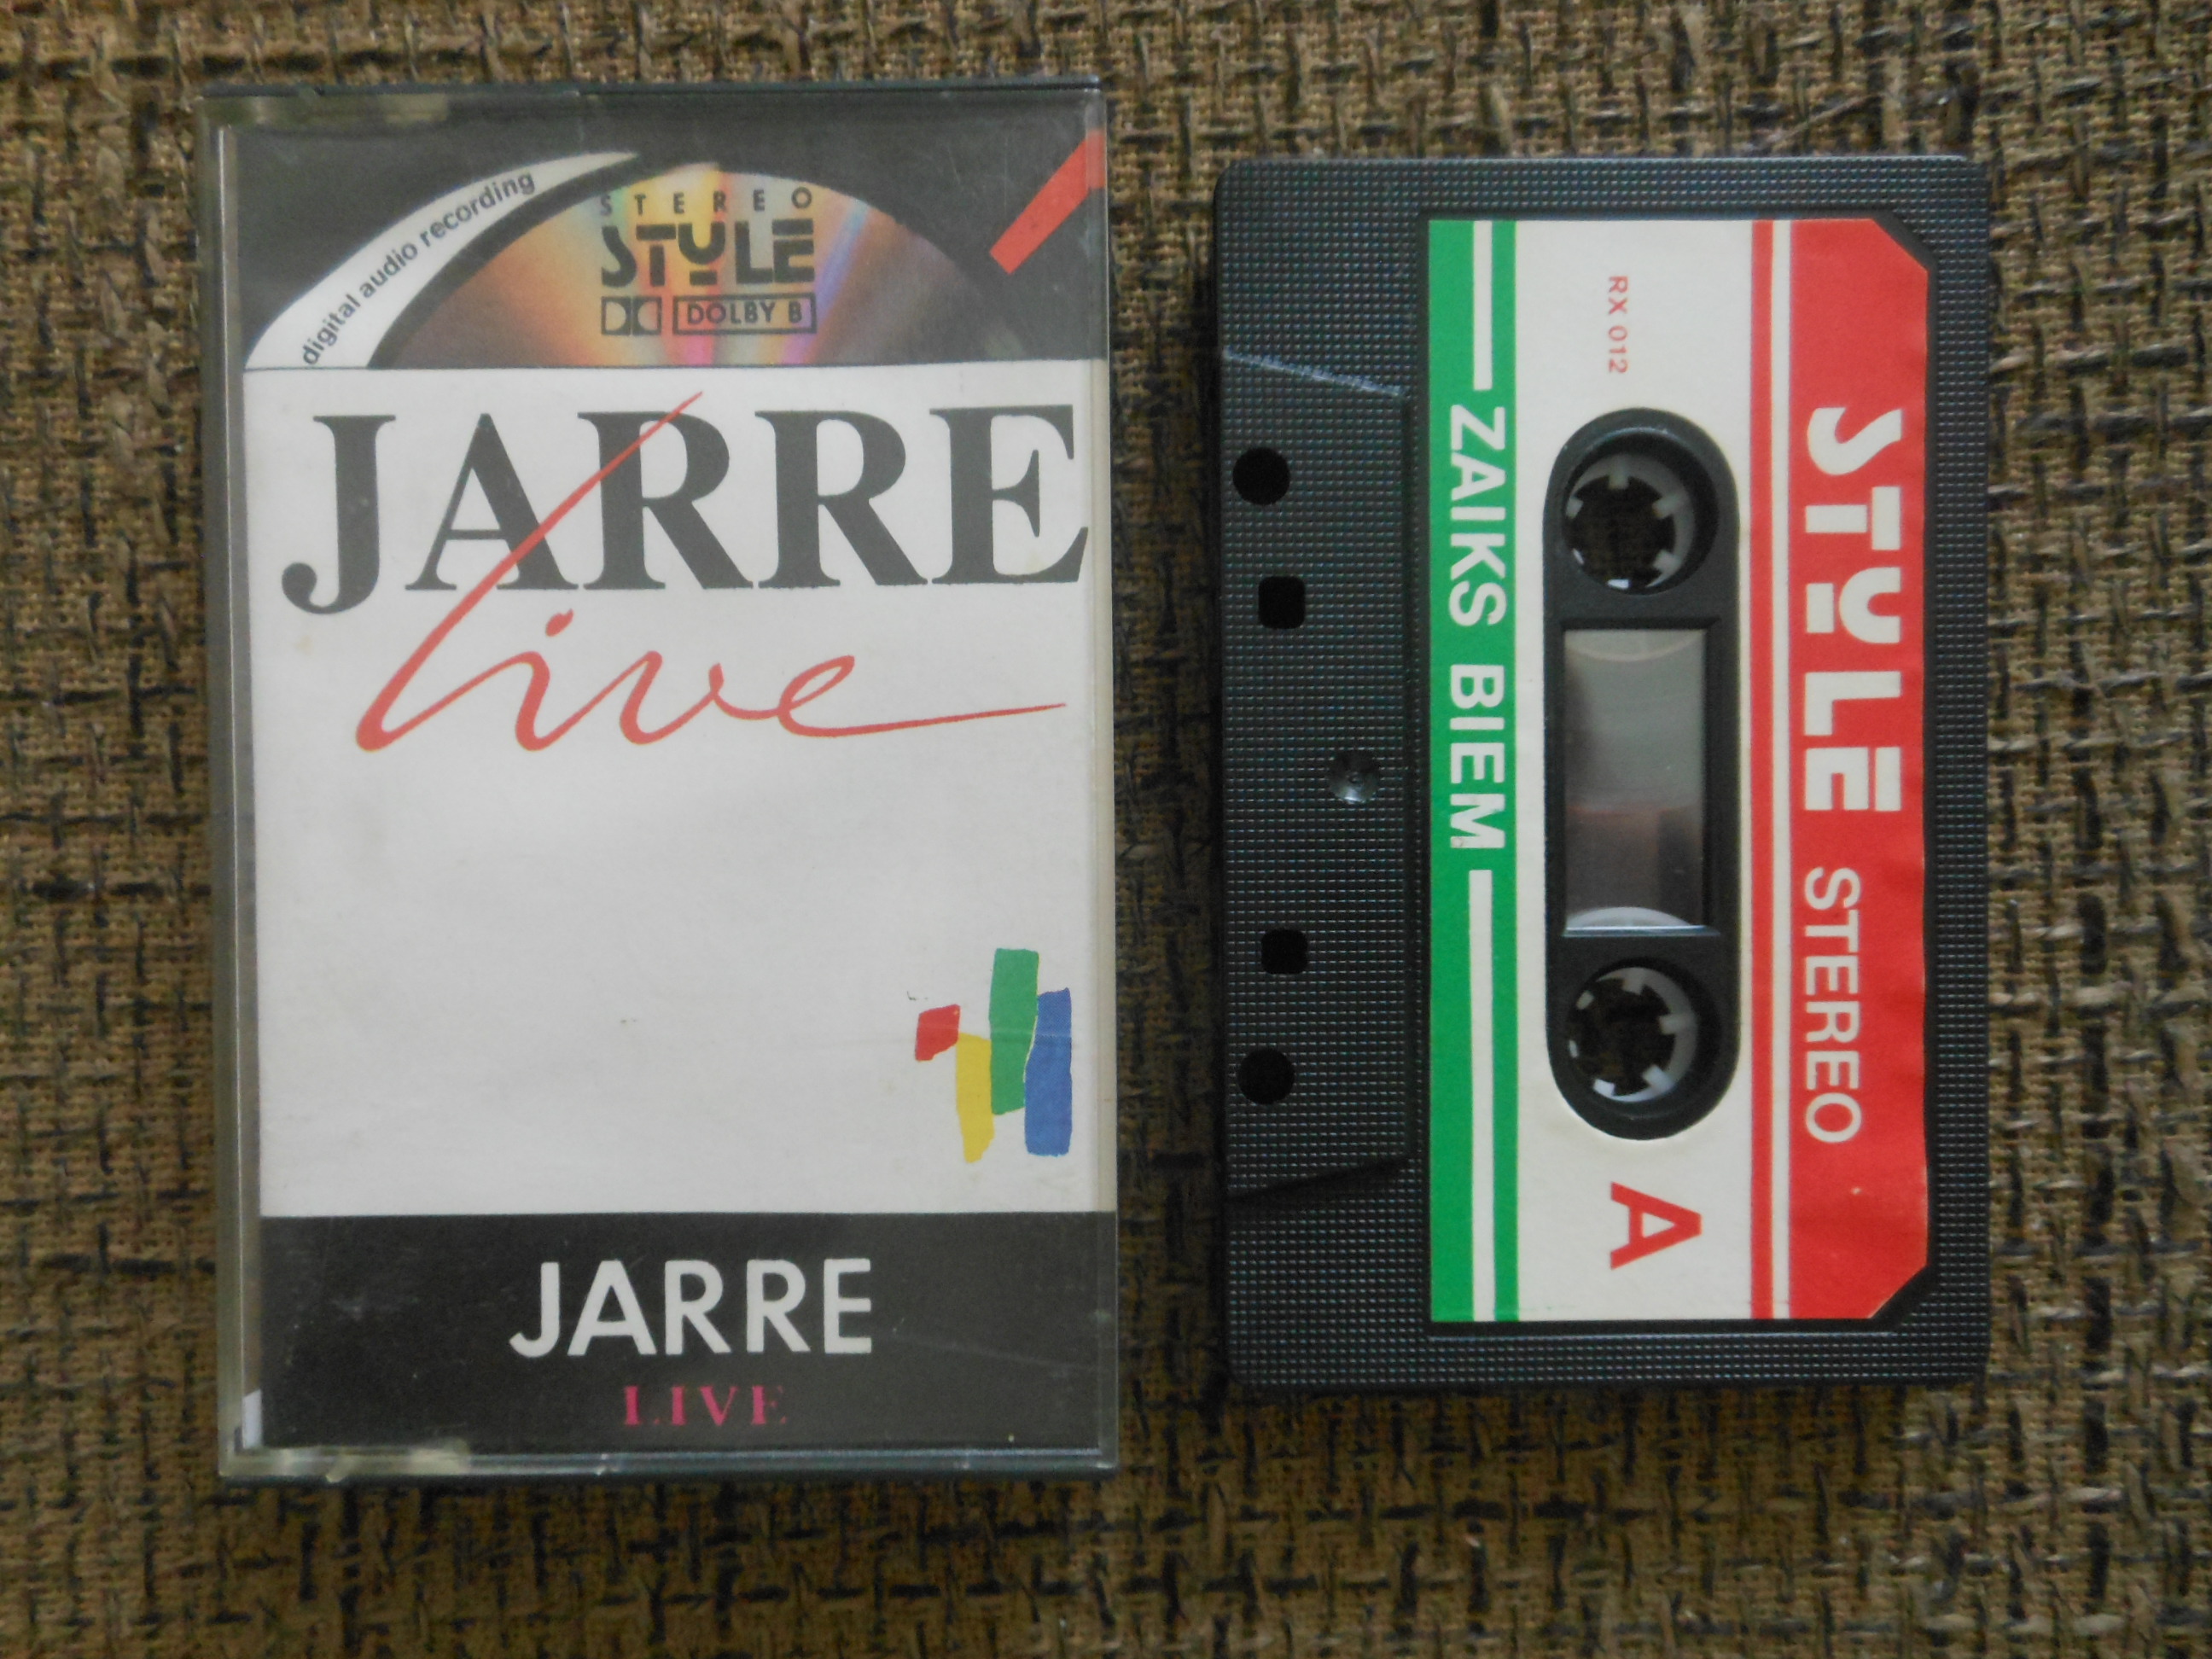 digital audio recording
STEREO
STYLE
DOLBY B
JARRE
live
JARRE
LIVE
STYLE STEREO
RX 012
A
ZAIKS BIEM